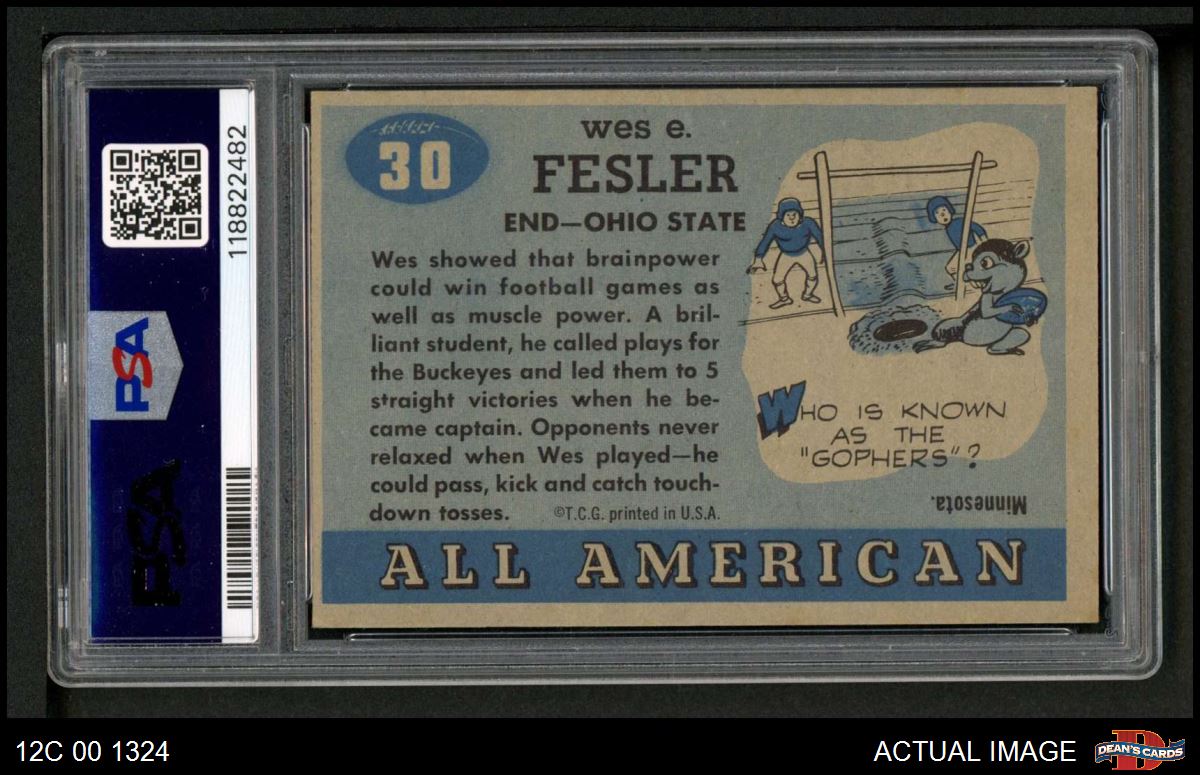 118822482
PSA
PSA
30
wes e.
FESLER
END—OHIO STATE
Wes showed that brainpower
could win football games as
well as muscle power. A bril-
liant student, he called plays for
the Buckeyes and led them to 5
straight victories when he be-
came captain. Opponents never
relaxed when Wes played—he
could pass, kick and catch touch-
down tosses.
©T.C.G. printed in U.S.A.
WHO IS KNOWN
AS THE
"GOPHERS"?
Minnesota.
ALL AMERICAN
12C 00 1324
ACTUAL IMAGE
D
DEAN'S CARDS